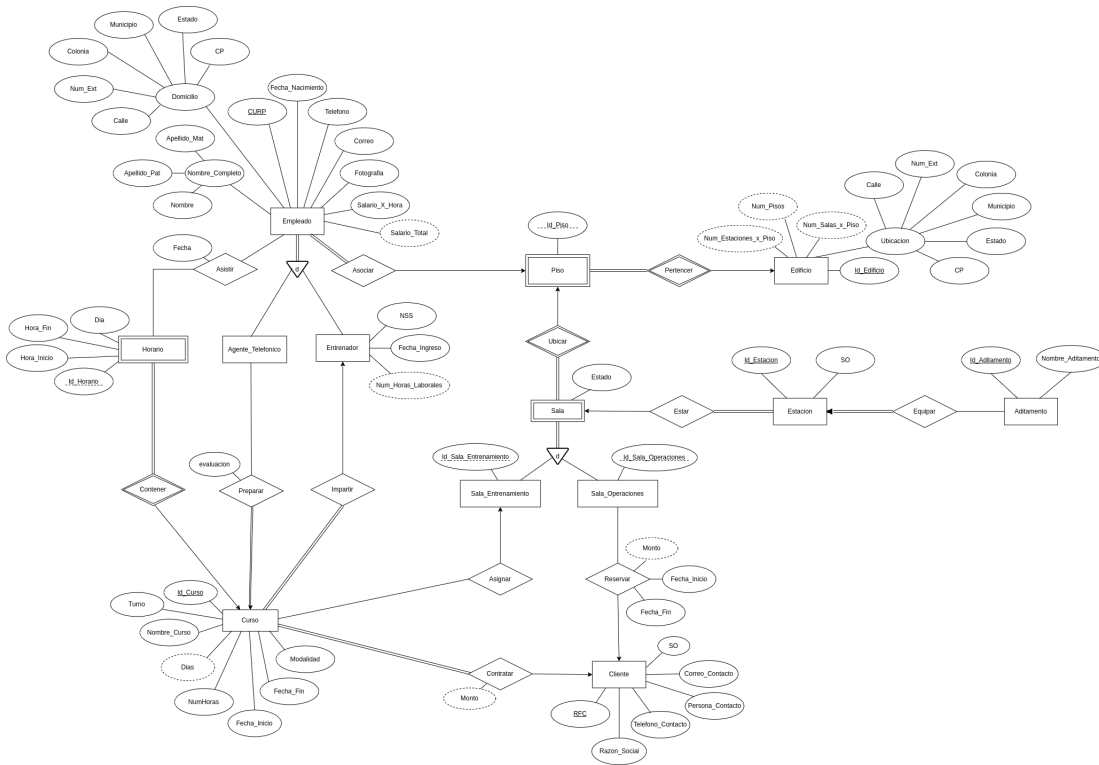 Estado
Municipio
Colonia
CP
Num_Ext
Domicilio
Calle
Fecha_Nacimiento
CURP
Telefono
Correo
Apellido_Mat
Apellido_Pat
Nombre_Completo
Fotografia
Nombre
Salario_X_Hora
Empleado
Salario_Total
Fecha
Asistir
d
Asociar
Id_Piso
Piso
Pertencer
Num_Pisos
Num_Salas_x_Piso
Num_Estaciones_x_Piso
Edificio
Id_Edificio
Calle
Num_Ext
Colonia
Municipio
Ubicacion
Estado
CP
Dia
Hora_Fin
Hora_Inicio
Horario
Id_Horario
Agente_Telefonico
Entrenador
NSS
Fecha_Ingreso
Num_Horas_Laborales
Ubicar
Estado
Sala
Estar
Id_Estacion
SO
Estacion
Equipar
Id_Aditamento
Nombre_Aditamento
Aditamento
d
Id_Sala_Entrenamiento
Id_Sala_Operaciones
Sala_Entrenamiento
Sala_Operaciones
evaluacion
Contener
Preparar
Impartir
Asignar
Monto
Reservar
Fecha_Inicio
Fecha_Fin
Id_Curso
Turno
Nombre_Curso
Curso
Dias
NumHoras
Fecha_Inicio
Fecha_Fin
Modalidad
Contratar
Monto
Cliente
SO
Correo_Contacto
Persona_Contacto
Telefono_Contacto
RFC
Razon_Social